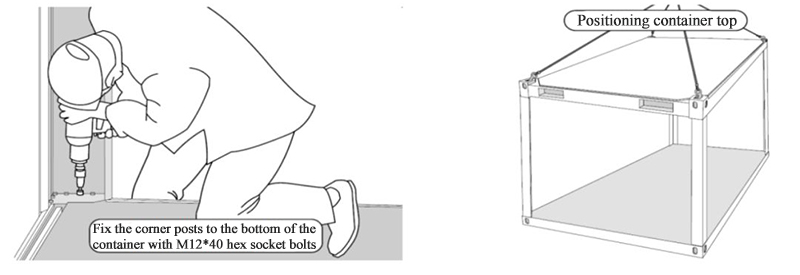 Fix the corner posts to the bottom of the
container with M12*40 hex socket bolts
Positioning container top